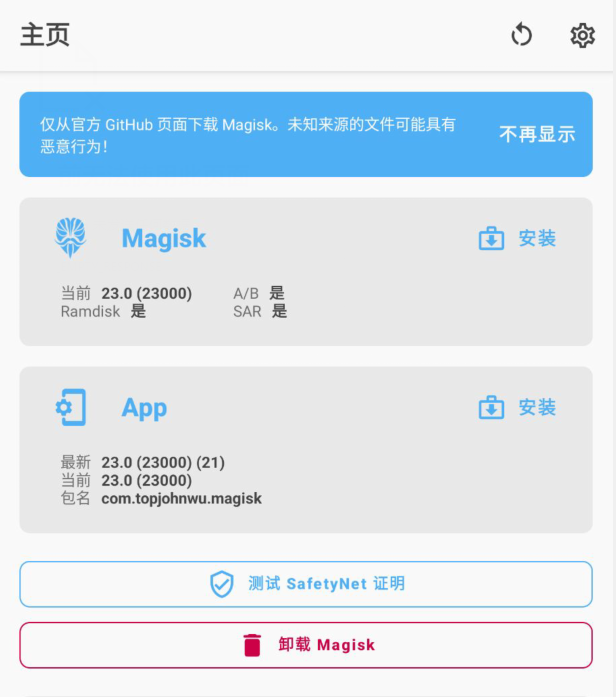 主页
仅从官方 GitHub 页面下载 Magisk。未知来源的文件可能具有
恶意行为！
不再显示
Magisk
安装
当前 23.0 (23000) A/B 是
Ramdisk 是 SAR 是
App
安装
最新 23.0 (23000) (21)
当前 23.0 (23000)
包名 com.topjohnwu.magisk
测试 SafetyNet 证明
卸载 Magisk